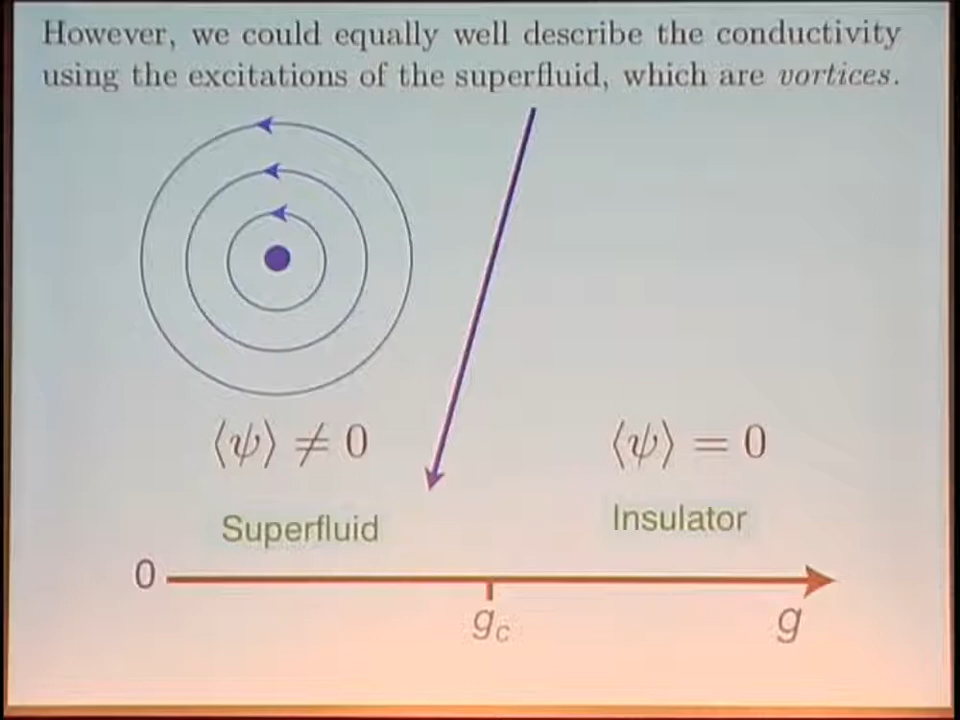 However, we could equally well describe the conductivity
using the excitations of the superfluid, which are vortices.
⟨ψ⟩ ≠ 0
⟨ψ⟩ = 0
Superfluid
Insulator
0
g_c
g